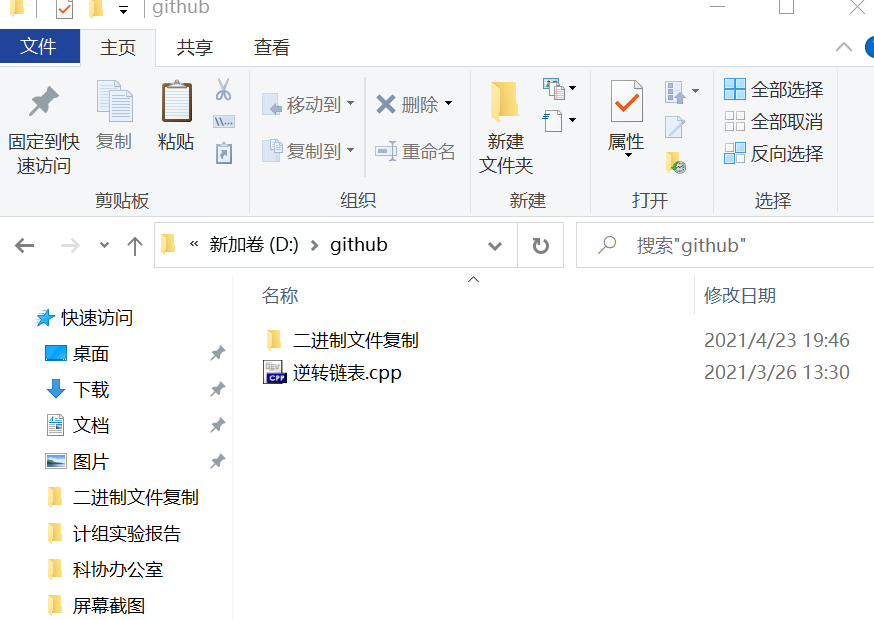 github
文件 主页 共享 查看
固定到快速访问
复制
粘贴
移动到
复制到
删除
重命名
新建
文件夹
属性
全部选择
全部取消
反向选择
剪贴板 组织 新建 打开 选择
« 新加卷 (D:) › github
搜索"github"
名称 修改日期
快速访问
桌面
下载
文档
图片
二进制文件复制
计组实验报告
科协办公室
屏幕截图
二进制文件复制 2021/4/23 19:46
逆转链表.cpp 2021/3/26 13:30